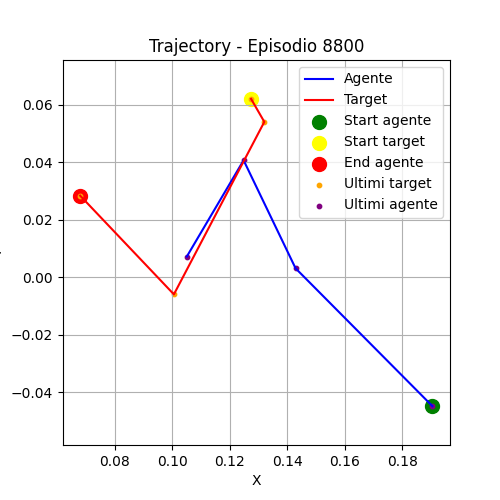 Trajectory - Episodio 8800
Agente
Target
Start agente
Start target
End agente
Ultimi target
Ultimi agente
0.06
0.04
0.02
0.00
−0.02
−0.04
0.08
0.10
0.12
0.14
0.16
0.18
X